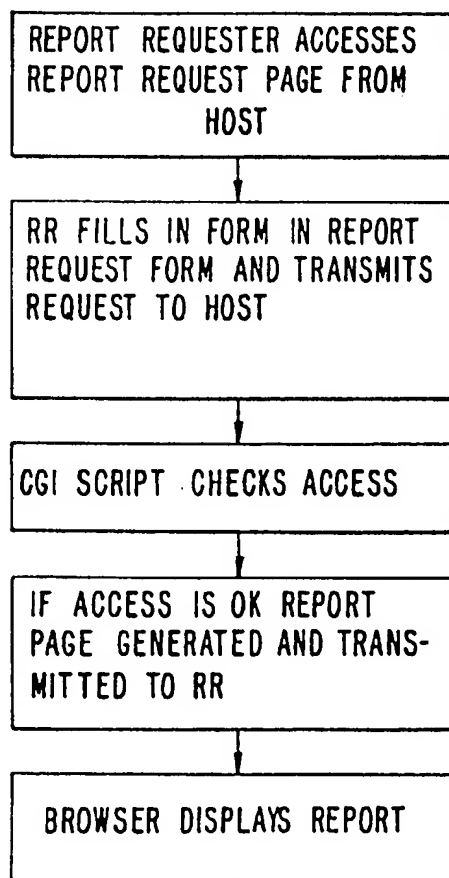 REPORT REQUESTER ACCESSES
REPORT REQUEST PAGE FROM
HOST
RR FILLS IN FORM IN REPORT
REQUEST FORM AND TRANSMITS
REQUEST TO HOST
CGI SCRIPT CHECKS ACCESS
IF ACCESS IS OK REPORT
PAGE GENERATED AND TRANS-
MITTED TO RR
BROWSER DISPLAYS REPORT